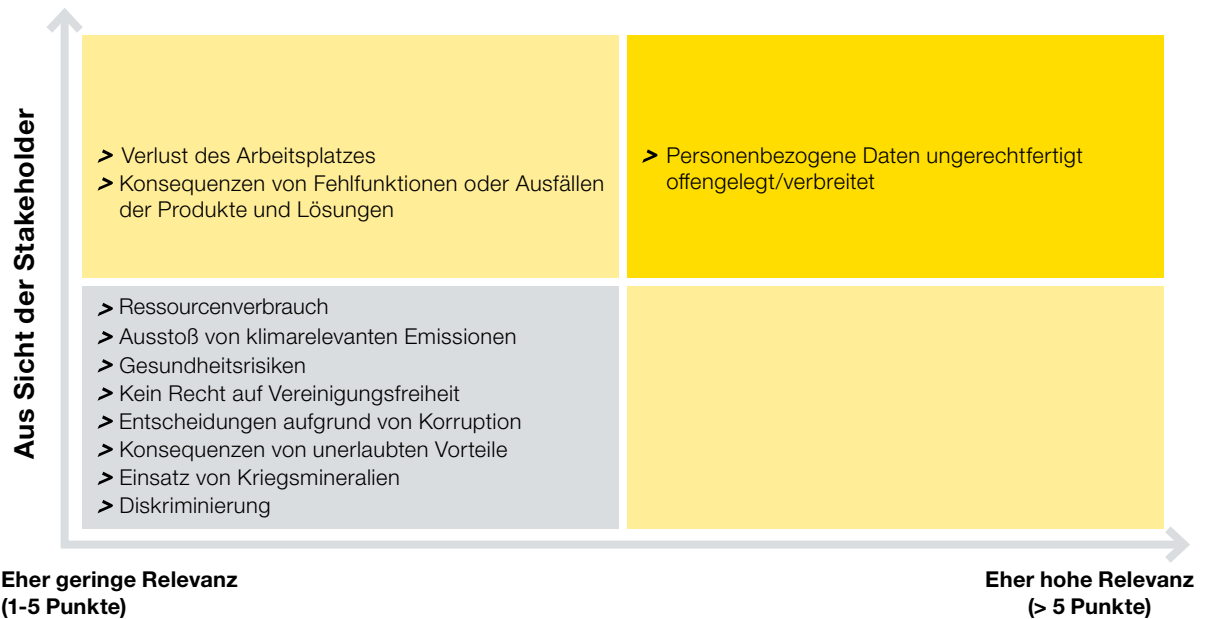 Aus Sicht der Stakeholder
> Verlust des Arbeitsplatzes
> Konsequenzen von Fehlfunktionen oder Ausfällen
der Produkte und Lösungen
> Personenbezogene Daten ungerechtfertigt
offengelegt/verbreitet
> Ressourcenverbrauch
> Ausstoß von klimarelevanten Emissionen
> Gesundheitsrisiken
> Kein Recht auf Vereinigungsfreiheit
> Entscheidungen aufgrund von Korruption
> Konsequenzen von unerlaubten Vorteile
> Einsatz von Kriegsmineralien
> Diskriminierung
Eher geringe Relevanz
(1-5 Punkte)
Eher hohe Relevanz
(> 5 Punkte)